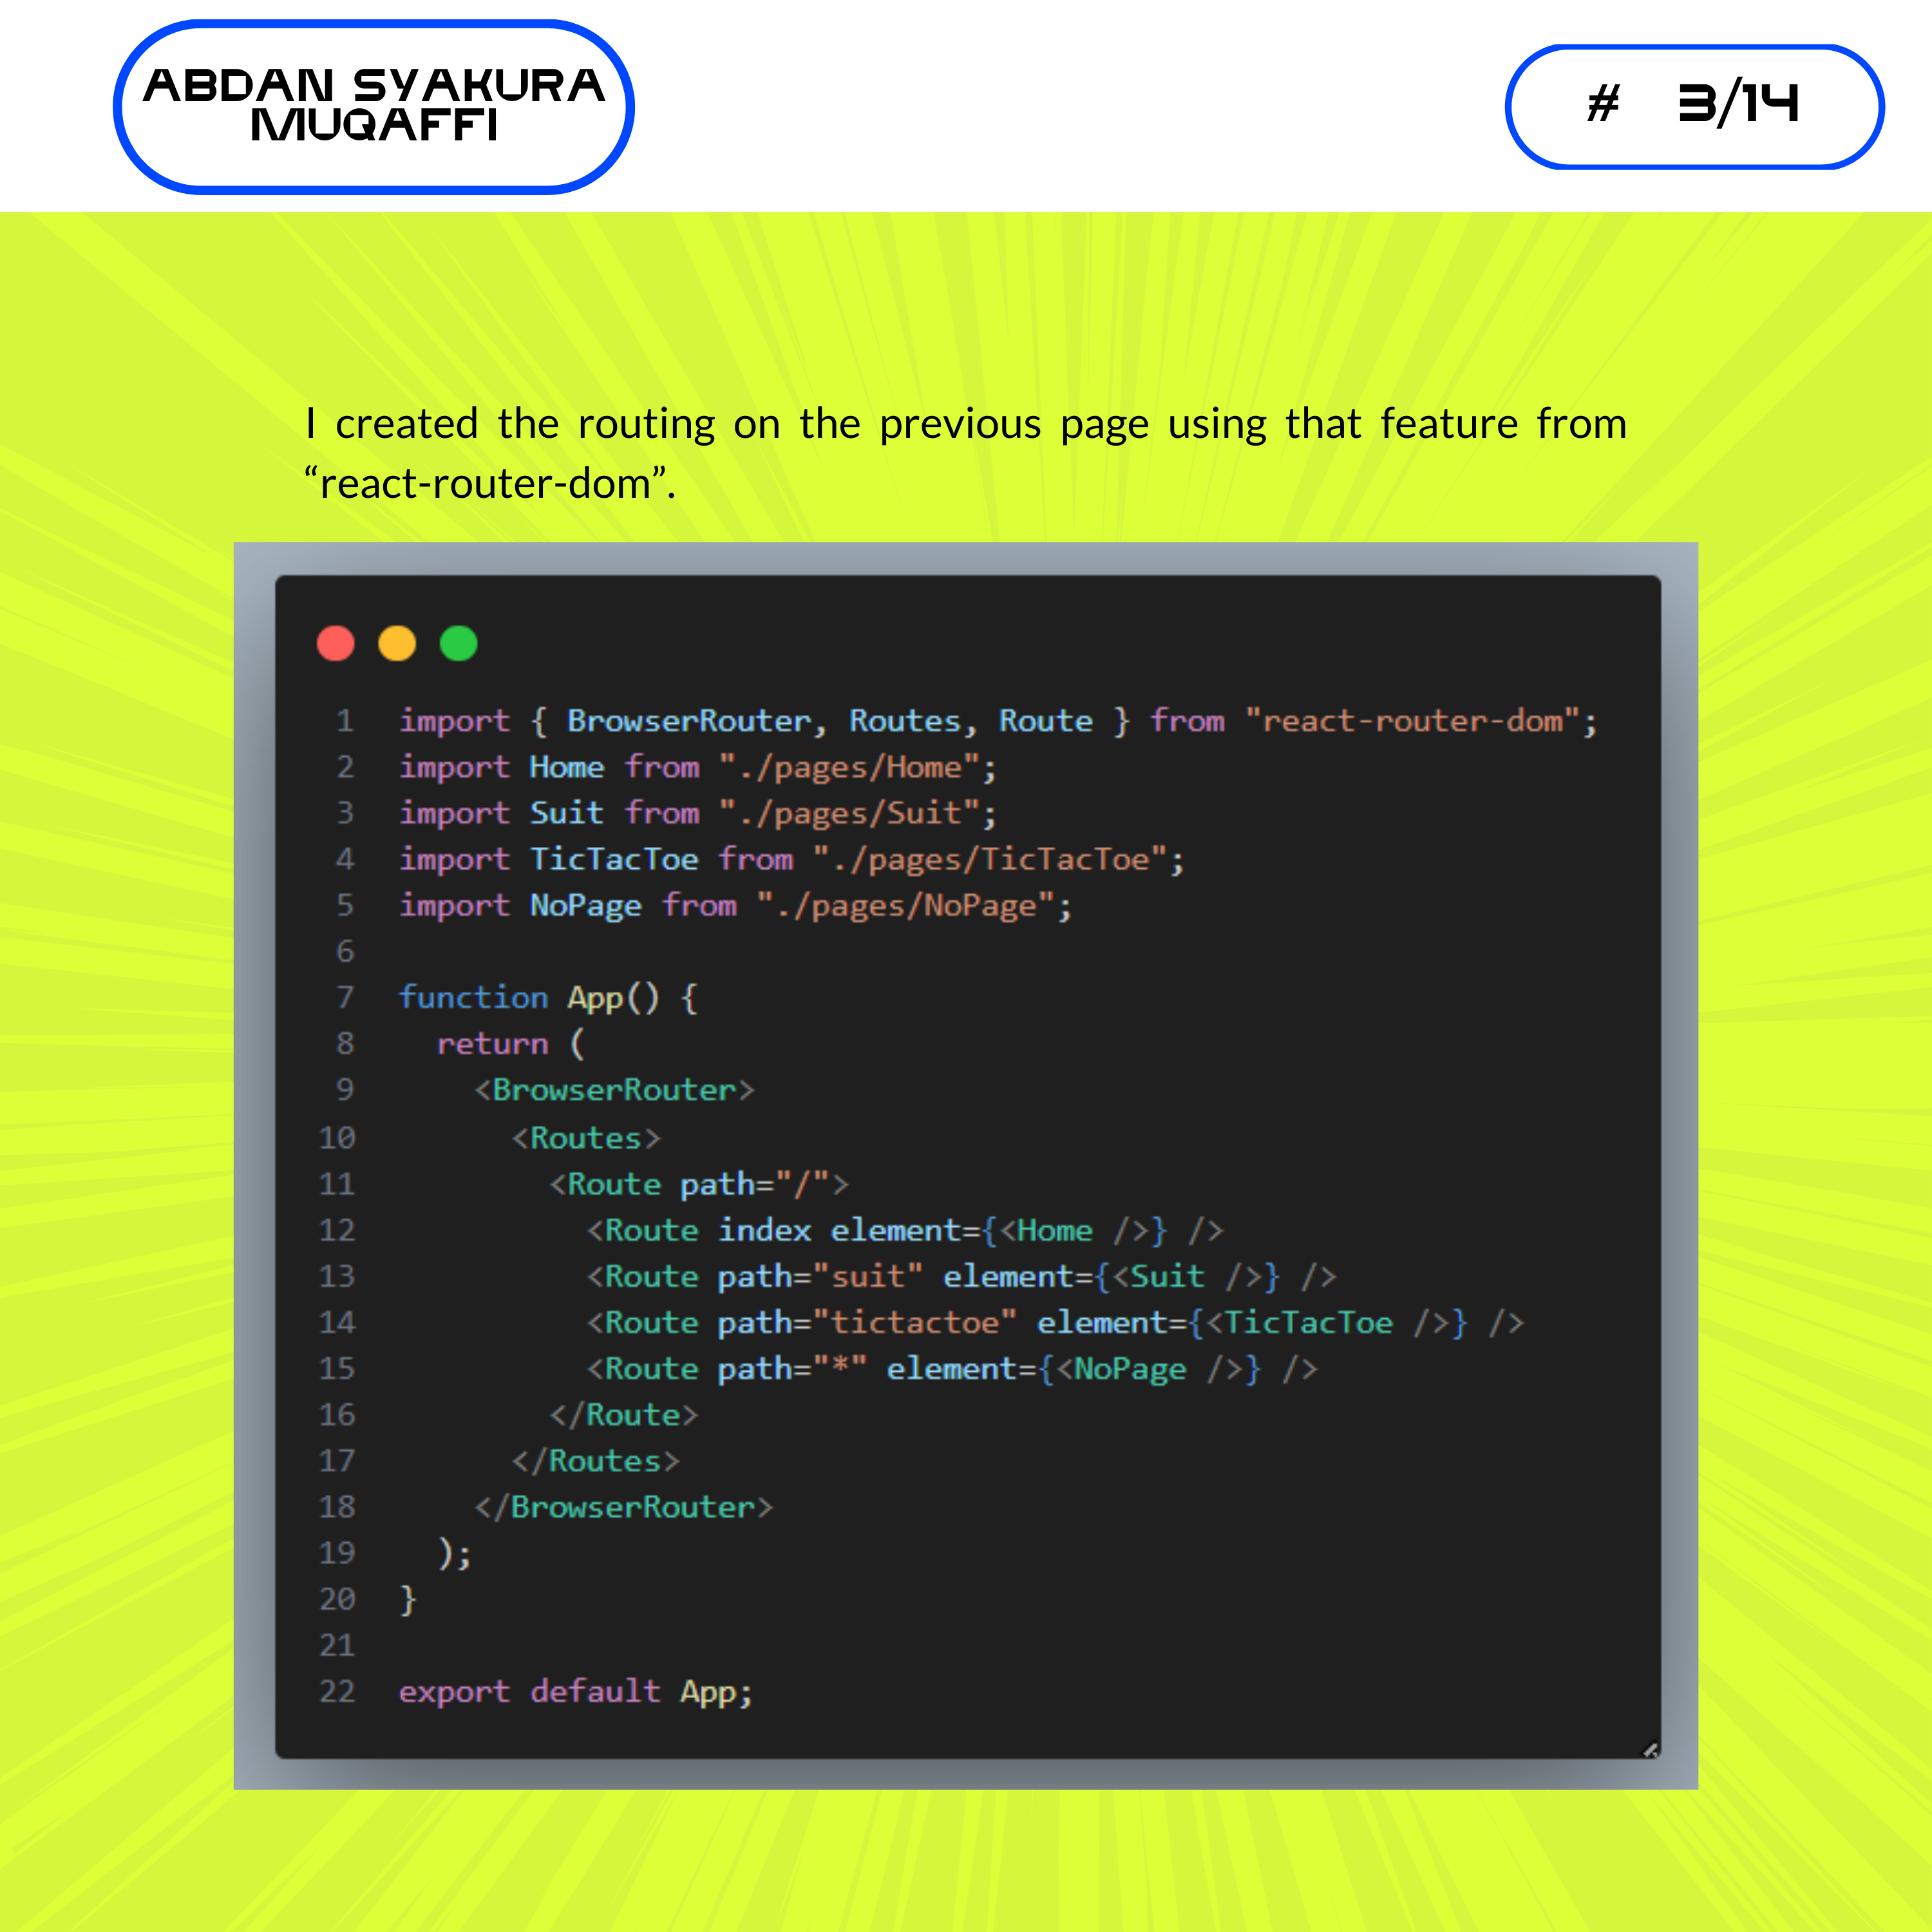 ABDAN SYAKURA
MUQAFFI
# 3/14
I created the routing on the previous page using that feature from
“react-router-dom”.
1 import { BrowserRouter, Routes, Route } from "react-router-dom";
2 import Home from "./pages/Home";
3 import Suit from "./pages/Suit";
4 import TicTacToe from "./pages/TicTacToe";
5 import NoPage from "./pages/NoPage";
6
7 function App() {
8   return (
9     <BrowserRouter>
10       <Routes>
11         <Route path="/">
12           <Route index element={<Home />} />
13           <Route path="suit" element={<Suit />} />
14           <Route path="tictactoe" element={<TicTacToe />} />
15           <Route path="*" element={<NoPage />} />
16         </Route>
17       </Routes>
18     </BrowserRouter>
19   );
20 }
21
22 export default App;